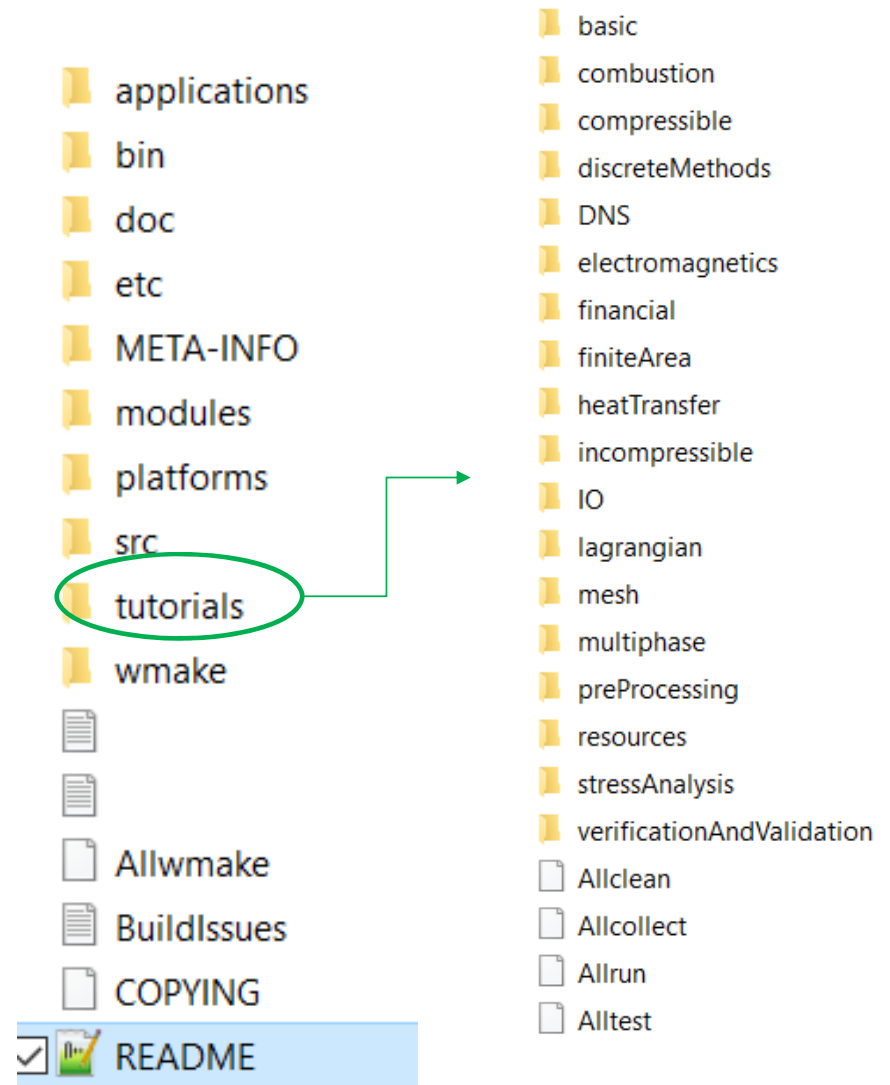 applications
bin
doc
etc
META-INFO
modules
platforms
src
tutorials
wmake
Allwmake
BuildIssues
COPYING
README
basic
combustion
compressible
discreteMethods
DNS
electromagnetics
financial
finiteArea
heatTransfer
incompressible
IO
lagrangian
mesh
multiphase
preProcessing
resources
stressAnalysis
verificationAndValidation
Allclean
Allcollect
Allrun
Alltest